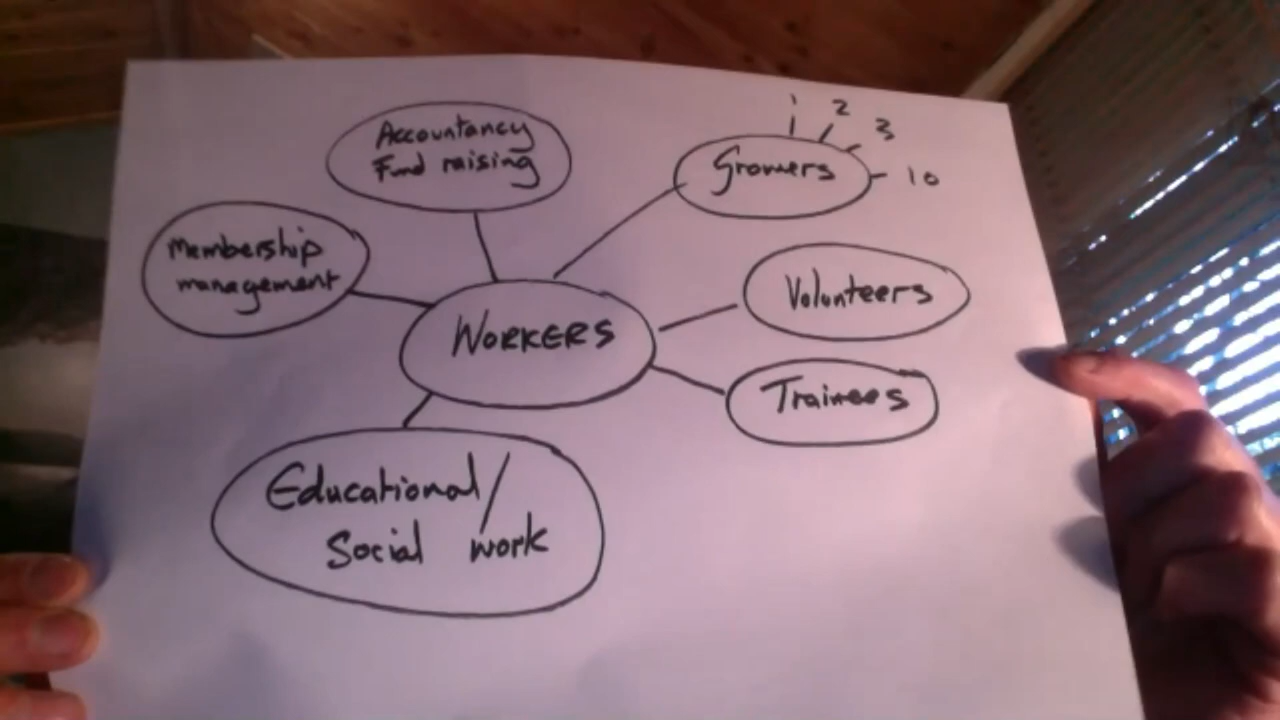 Accountancy
Fund raising
1
2
3
10
Growers
Membership
management
WORKERS
Volunteers
Trainees
Educational/
Social work